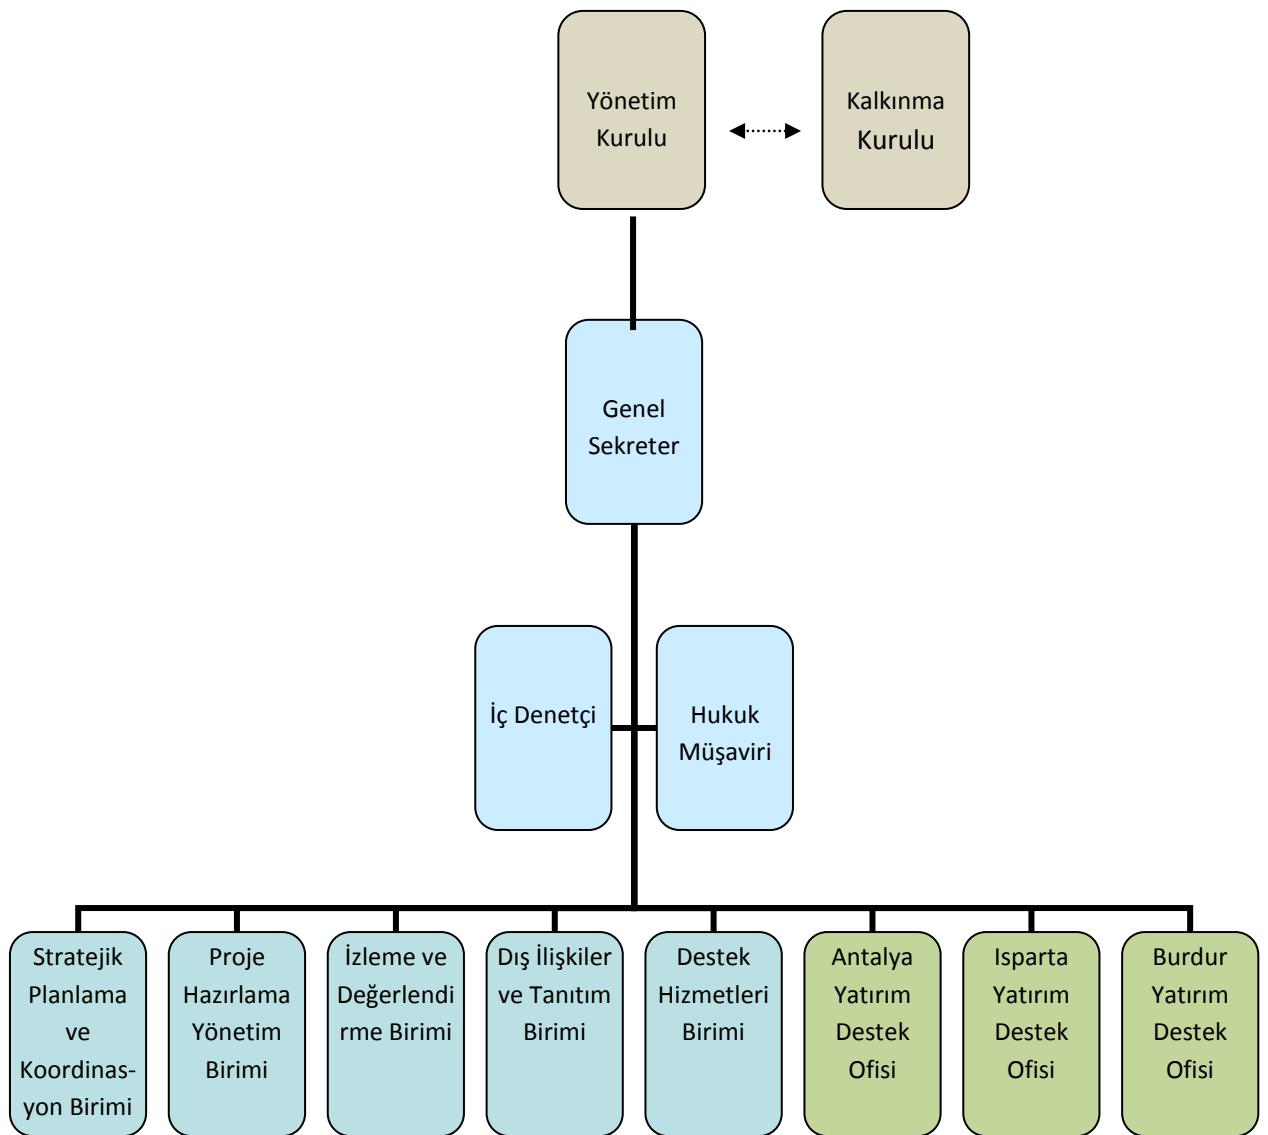 Yönetim
Kurulu
Kalkınma
Kurulu
Genel
Sekreter
İç Denetçi
Hukuk
Müşaviri
Stratejik
Planlama
ve
Koordinas-
yon Birimi
Proje
Hazırlama
Yönetim
Birimi
İzleme ve
Değerlendi
rme Birimi
Dış İlişkiler
ve Tanıtım
Birimi
Destek
Hizmetleri
Birimi
Antalya
Yatırım
Destek
Ofisi
Isparta
Yatırım
Destek
Ofisi
Burdur
Yatırım
Destek
Ofisi